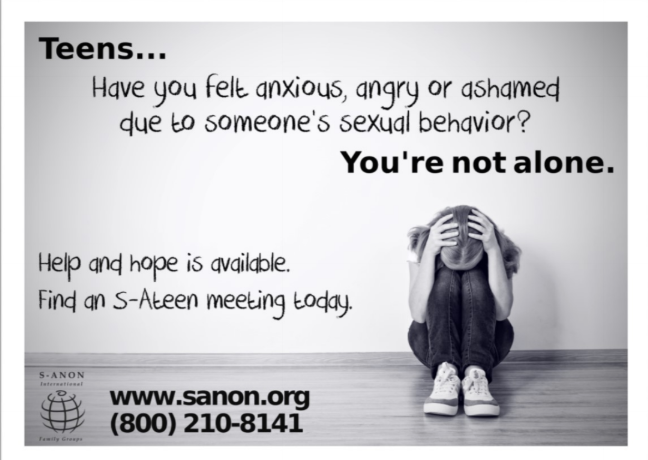 Teens...
Have you felt anxious, angry or ashamed
due to someone's sexual behavior?
You're not alone.
Help and hope is available.
Find an S-Ateen meeting today.
S-ANON
International
Family Groups
www.sanon.org
(800) 210-8141